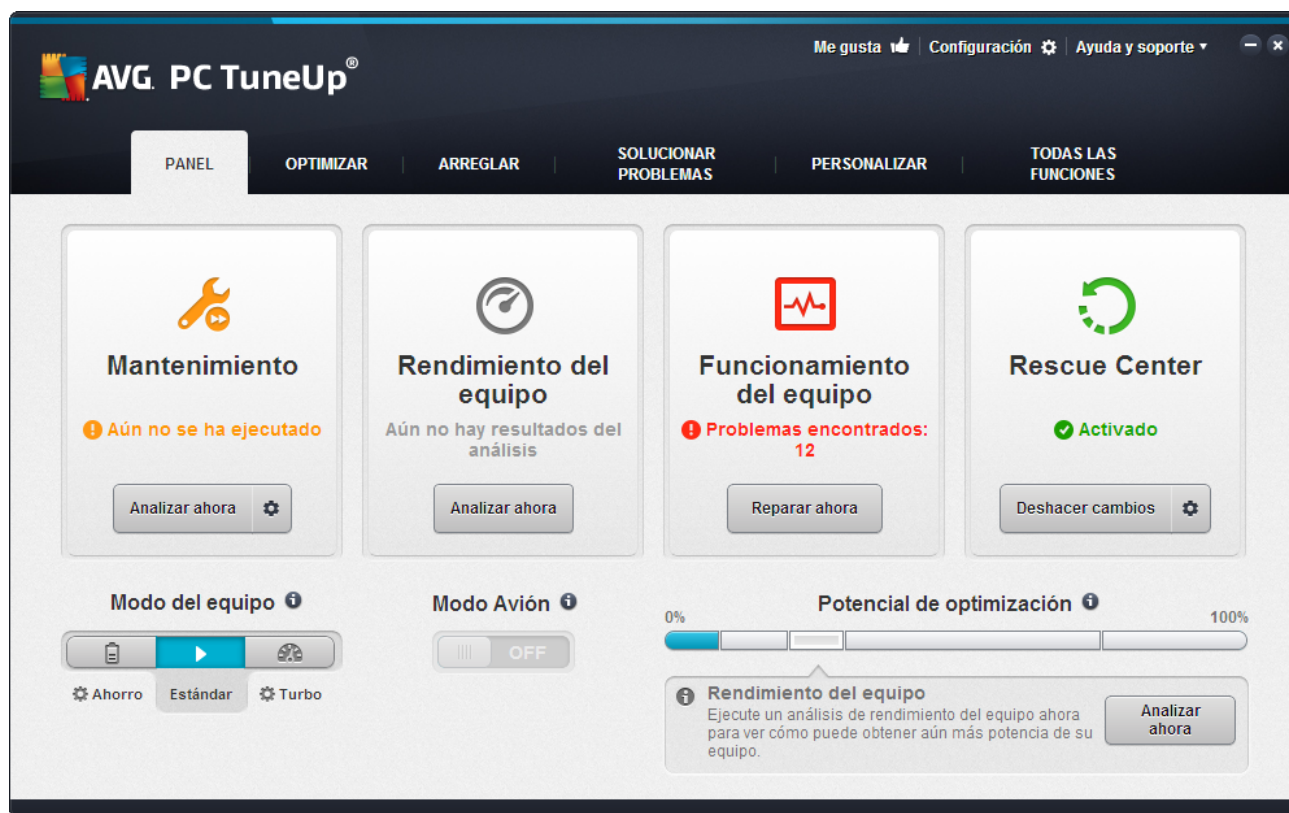 Me gusta
Configuración
Ayuda y soporte
AVG. PC TuneUp®
PANEL
OPTIMIZAR
ARREGLAR
SOLUCIONAR
PROBLEMAS
PERSONALIZAR
TODAS LAS
FUNCIONES
Mantenimiento
Aún no se ha ejecutado
Analizar ahora
Rendimiento del
equipo
Aún no hay resultados del
análisis
Analizar ahora
Funcionamiento
del equipo
Problemas encontrados:
12
Reparar ahora
Rescue Center
Activado
Deshacer cambios
Modo del equipo
Ahorro
Estándar
Turbo
Modo Avión
OFF
Potencial de optimización
0%
100%
Rendimiento del equipo
Ejecute un análisis de rendimiento del equipo ahora
para ver cómo puede obtener aún más potencia de su
equipo.
Analizar
ahora